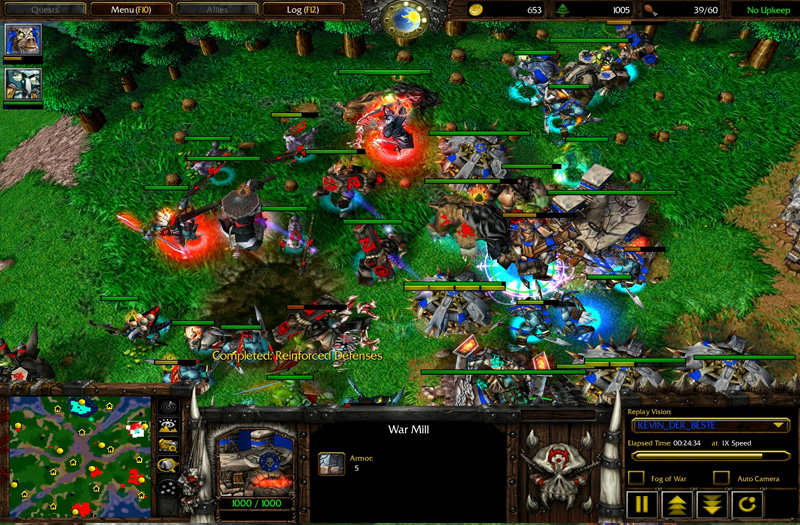 Quests
Menu (F10)
Allies
Log (F12)
653
1005
39/60
No Upkeep
Completed: Reinforced Defenses
War Mill
Armor:
5
1000 / 1000
Replay Vision:
KEVIN_DER_BESTE
Elapsed Time: 00:24:34 at 1X Speed
Fog of War
Auto Camera